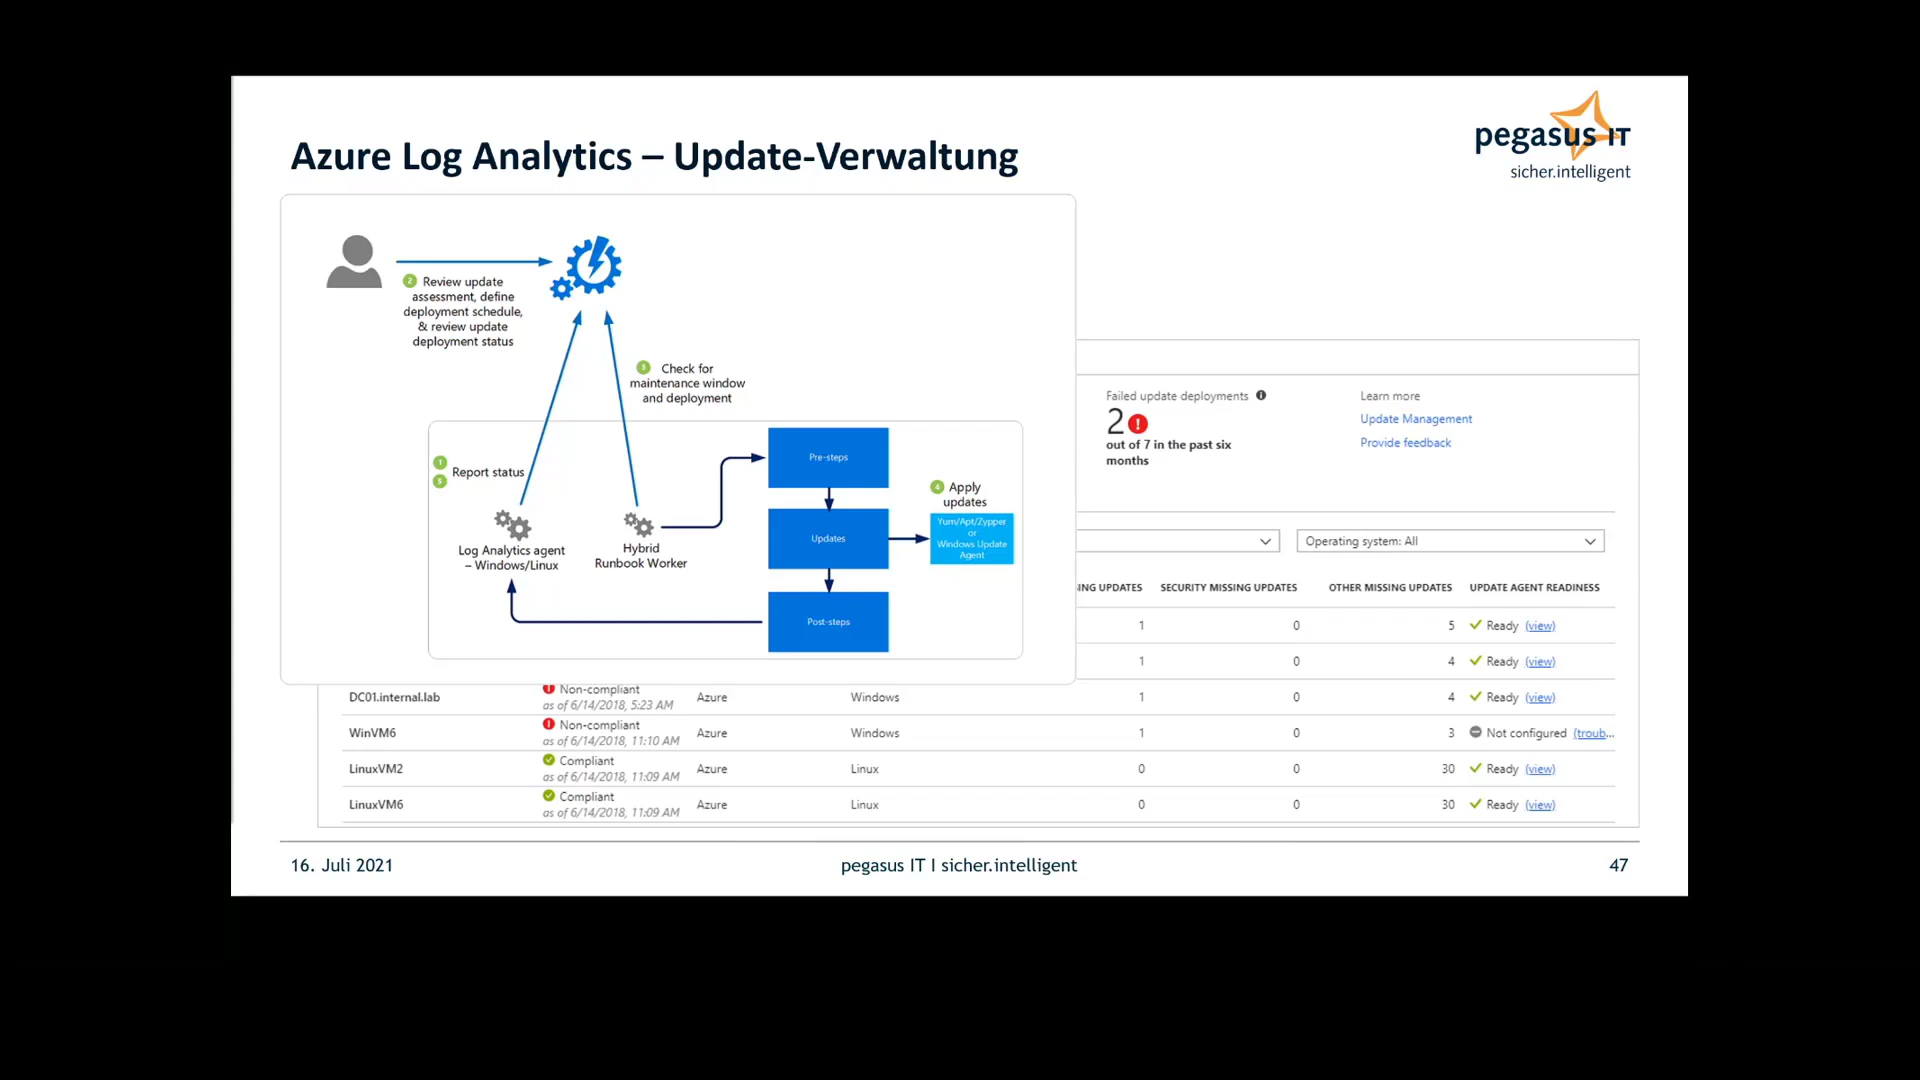 pegasus IT
sicher.intelligent
Azure Log Analytics – Update-Verwaltung
2 Review update
assessment, define
deployment schedule,
& review update
deployment status
3 Check for
maintenance window
and deployment
1
5
Report status
Log Analytics agent
– Windows/Linux
Hybrid
Runbook Worker
Pre-steps
Updates
Post-steps
4 Apply
updates
Yum/Apt/Zypper
or
Windows Update
Agent
Failed update deployments
2
out of 7 in the past six
months
Learn more
Update Management
Provide feedback
Operating system: All
ING UPDATES SECURITY MISSING UPDATES OTHER MISSING UPDATES UPDATE AGENT READINESS
1 0 5 Ready (view)
1 0 4 Ready (view)
DC01.internal.lab Non-compliant Azure Windows 1 0 4 Ready (view)
as of 6/14/2018, 5:23 AM
WinVM6 Non-compliant Azure Windows 1 0 3 Not configured (troub...
as of 6/14/2018, 11:10 AM
LinuxVM2 Compliant Azure Linux 0 0 30 Ready (view)
as of 6/14/2018, 11:09 AM
LinuxVM6 Compliant Azure Linux 0 0 30 Ready (view)
as of 6/14/2018, 11:09 AM
16. Juli 2021
pegasus IT I sicher.intelligent
47